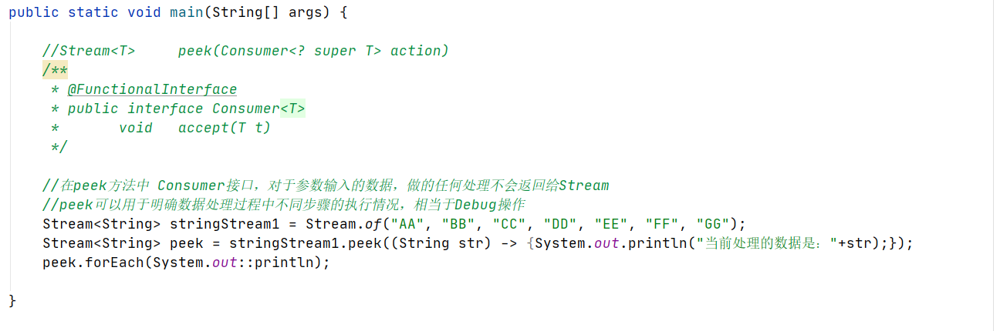 public static void main(String[] args) {
//Stream<T>     peek(Consumer<? super T> action)
/**
* @FunctionalInterface
* public interface Consumer<T>
*       void   accept(T t)
*/
//在peek方法中 Consumer接口，对于参数输入的数据，做的任何处理不会返回给Stream
//peek可以用于明确数据处理过程中不同步骤的执行情况，相当于Debug操作
Stream<String> stringStream1 = Stream.of("AA", "BB", "CC", "DD", "EE", "FF", "GG");
Stream<String> peek = stringStream1.peek((String str) -> {System.out.println("当前处理的数据是："+str);});
peek.forEach(System.out::println);
}